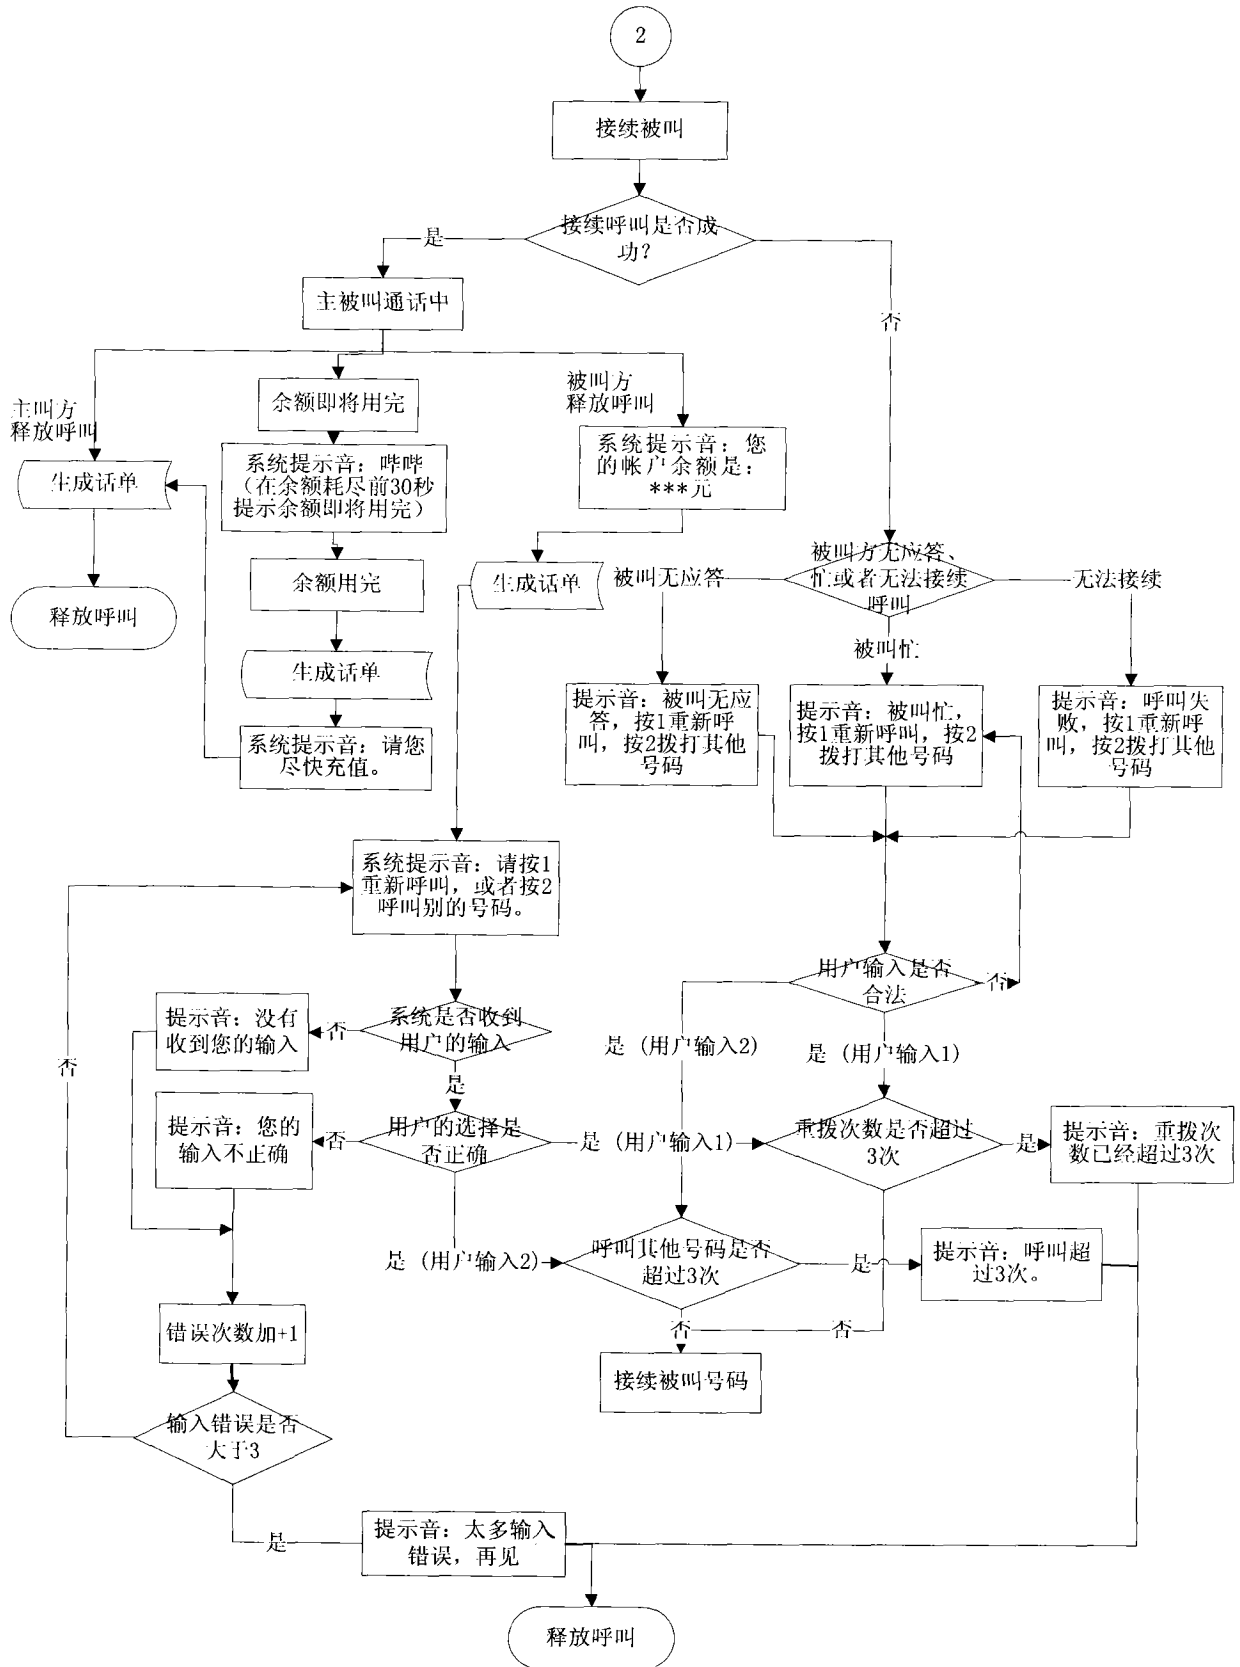 2
接续被叫
接续呼叫是否成
功?
是
主被叫通话中
否
主叫方
释放呼叫
余额即将用完
被叫方
释放呼叫
生成话单
系统提示音：哔哔
（在余额耗尽前30秒
提示余额即将用完）
系统提示音：您
的帐户余额是：
***元
释放呼叫
余额用完
生成话单
被叫无应答
被叫方无应答、
忙或者无法接续
呼叫
无法接续
被叫忙
生成话单
系统提示音：请您
尽快充值。
提示音：被叫无应
答，按1重新呼
叫，按2拨打其他
号码
提示音：被叫忙，
按1重新呼叫，按2
拨打其他号码
提示音：呼叫失
败，按1重新呼
叫，按2拨打其他
号码
系统提示音：请按1
重新呼叫，或者按2
呼叫别的号码。
用户输入是否
合法
否
提示音：没有
收到您的输入
否
系统是否收到
用户的输入
是（用户输入2）
是（用户输入1）
否
是
提示音：您的
输入不正确
否
用户的选择是
否正确
是（用户输入1）
重拨次数是否超过
3次
是
提示音：重拨次
数已经超过3次
是（用户输入2）
呼叫其他号码是否
超过3次
是
提示音：呼叫超
过3次。
错误次数加+1
否
否
接续被叫号码
输入错误是否
大于3
是
提示音：太多输入
错误，再见
释放呼叫